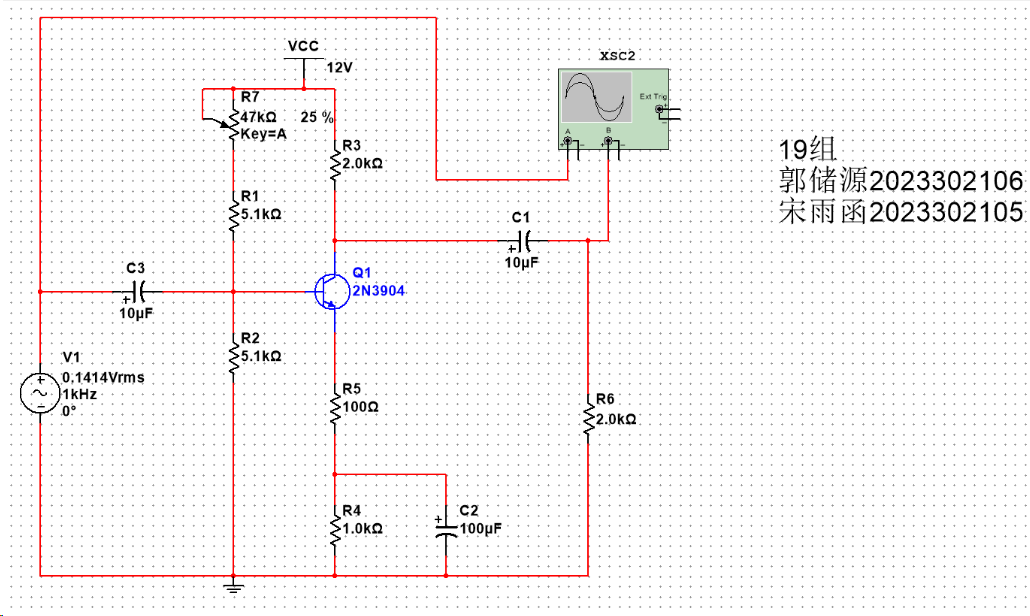 VCC
12V
XSC2
Ext Trig
A
B
R7
47kΩ
Key=A
25 %
R3
2.0kΩ
19组
郭储源2023302106
宋雨函2023302105
R1
5.1kΩ
C1
10µF
C3
10µF
Q1
2N3904
R2
5.1kΩ
V1
0.1414Vrms
1kHz
0°
R5
100Ω
R6
2.0kΩ
R4
1.0kΩ
C2
100µF